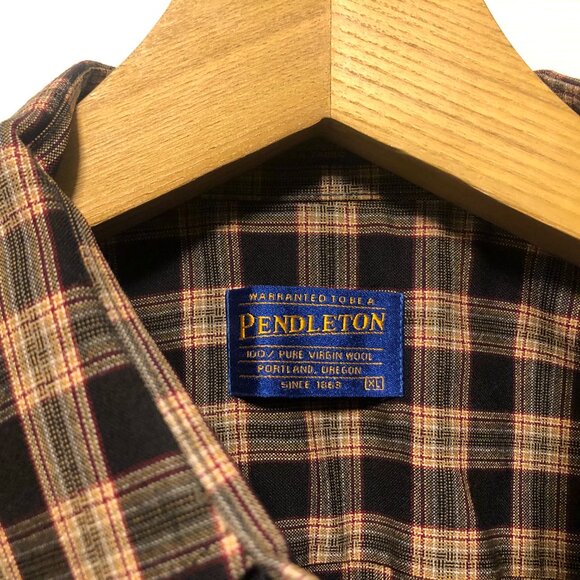 WARRANTED TO BE A
PENDLETON
100% PURE VIRGIN WOOL
PORTLAND, OREGON
SINCE 1863 XL